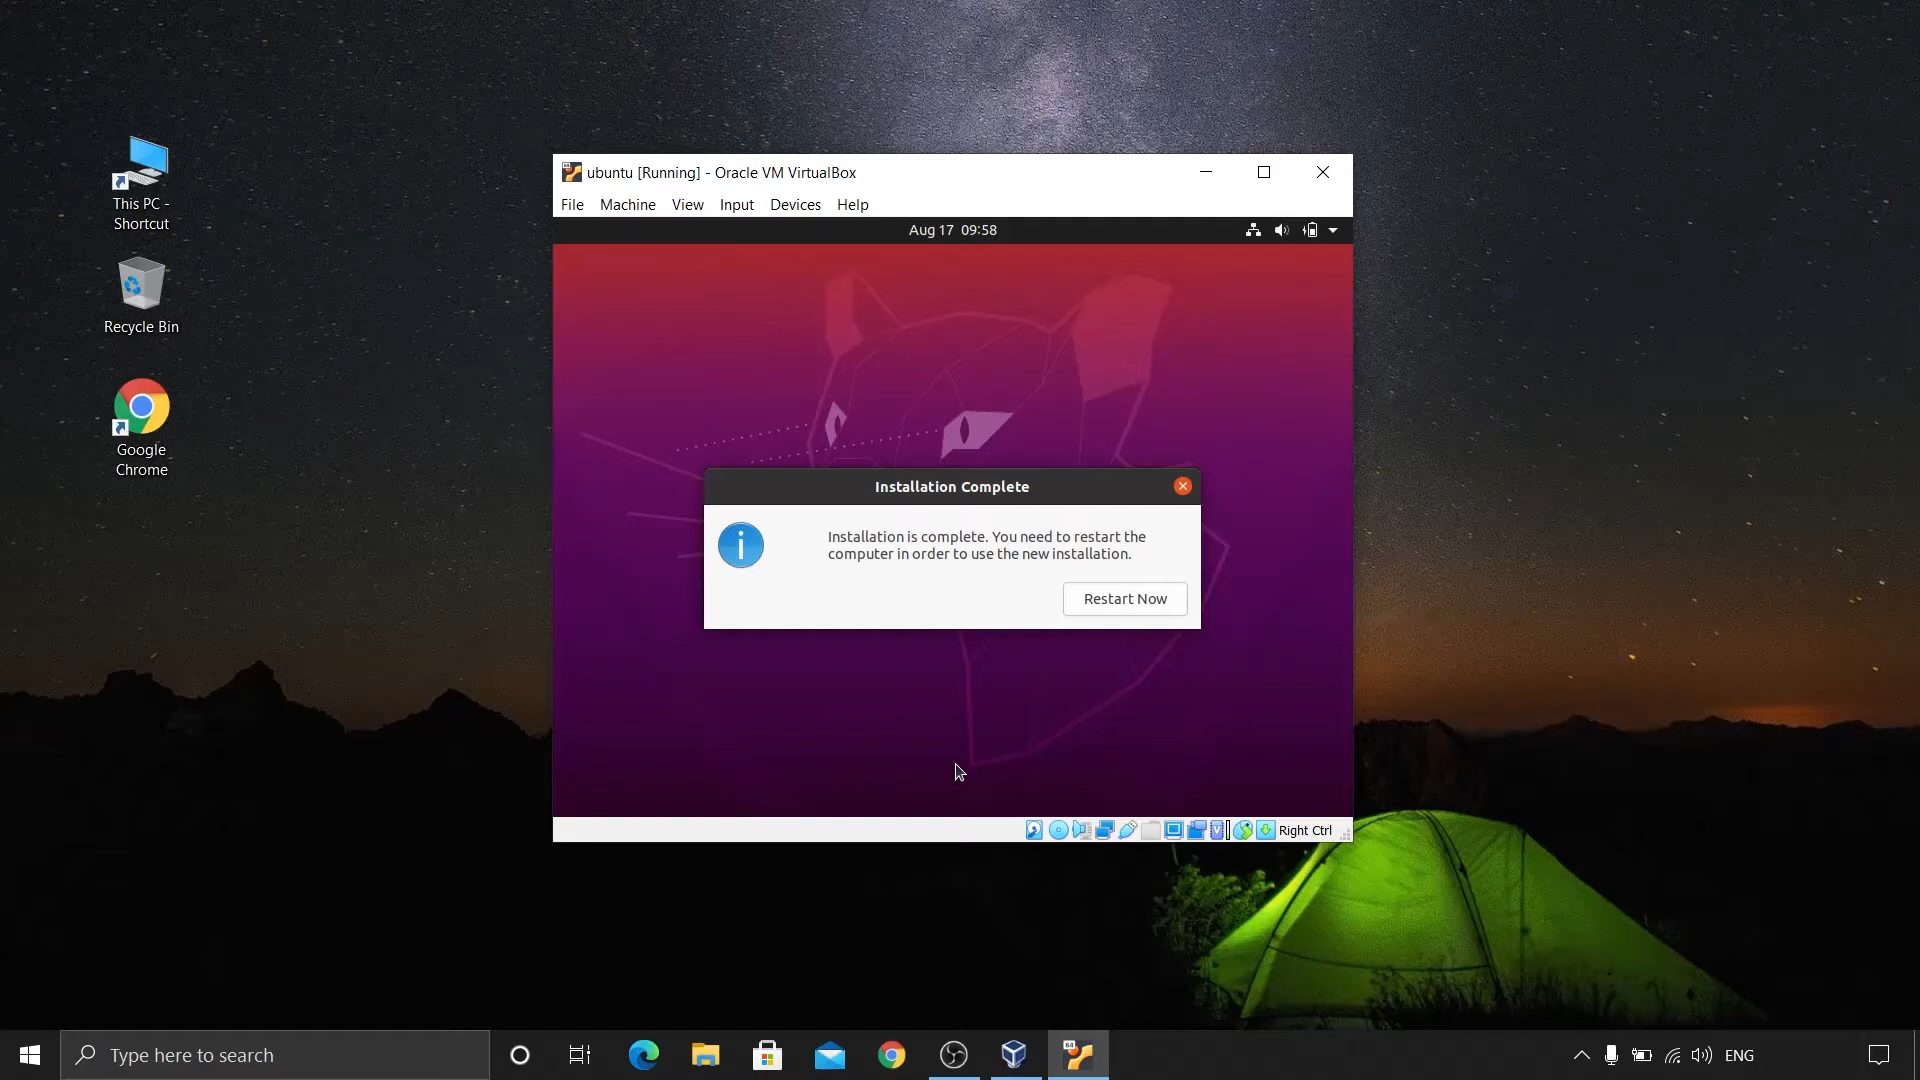 This PC -
Shortcut
Recycle Bin
Google
Chrome
ubuntu [Running] - Oracle VM VirtualBox
File Machine View Input Devices Help
Aug 17 09:58
Installation Complete
Installation is complete. You need to restart the
computer in order to use the new installation.
Restart Now
Right Ctrl
Type here to search
64
ENG